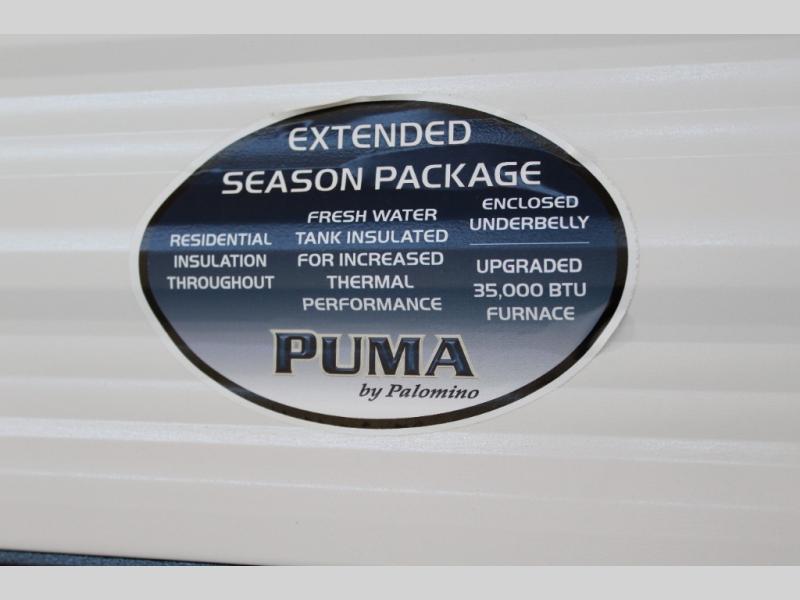 EXTENDED
SEASON PACKAGE
RESIDENTIAL
INSULATION
THROUGHOUT
FRESH WATER
TANK INSULATED
FOR INCREASED
THERMAL
PERFORMANCE
ENCLOSED
UNDERBELLY
UPGRADED
35,000 BTU
FURNACE
PUMA
by Palomino